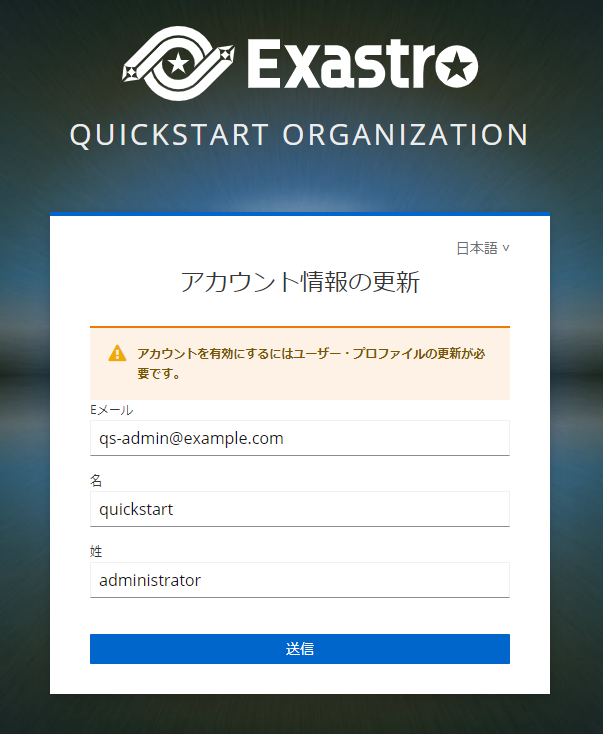 Exastro
QUICKSTART ORGANIZATION
日本語 ˅
アカウント情報の更新
アカウントを有効にするにはユーザー・プロファイルの更新が必
要です。
Eメール
qs-admin@example.com
名
quickstart
姓
administrator
送信